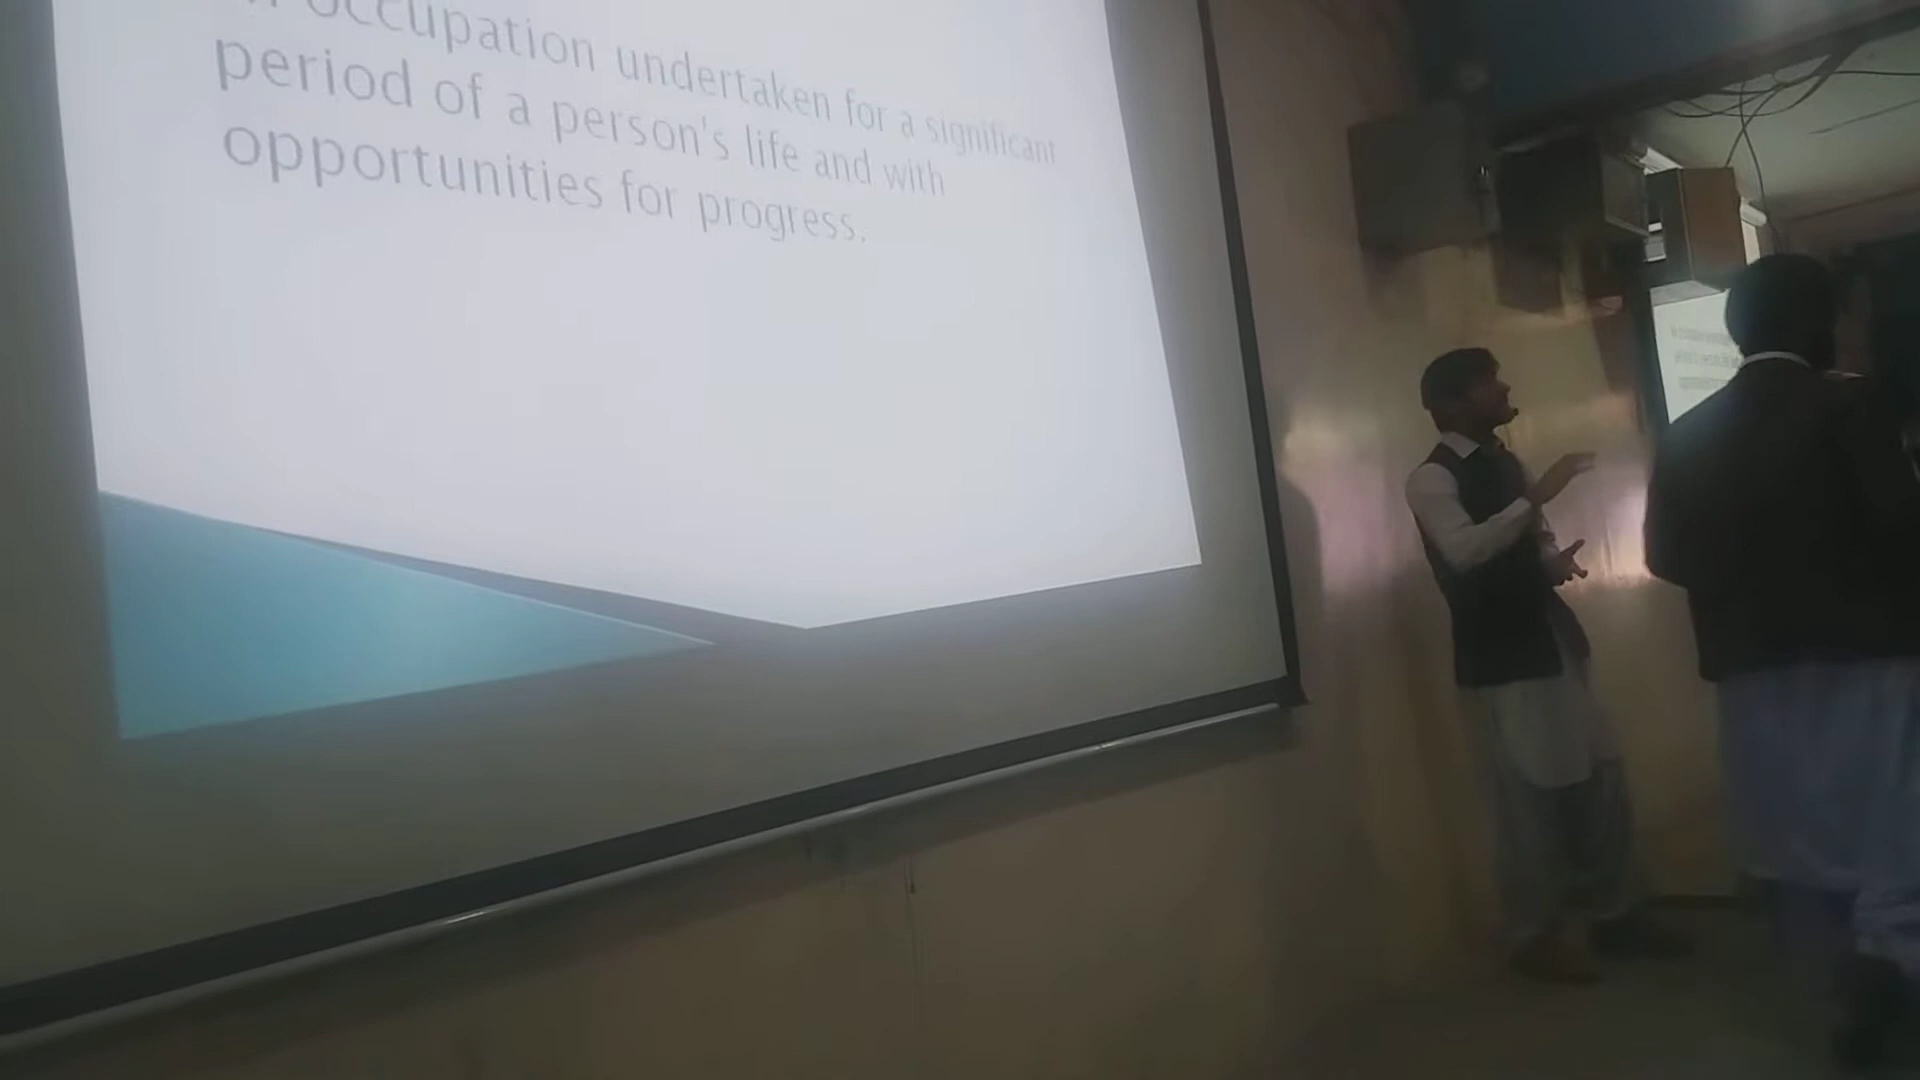 occupation undertaken for a significant
period of a person's life and with
opportunities for progress.